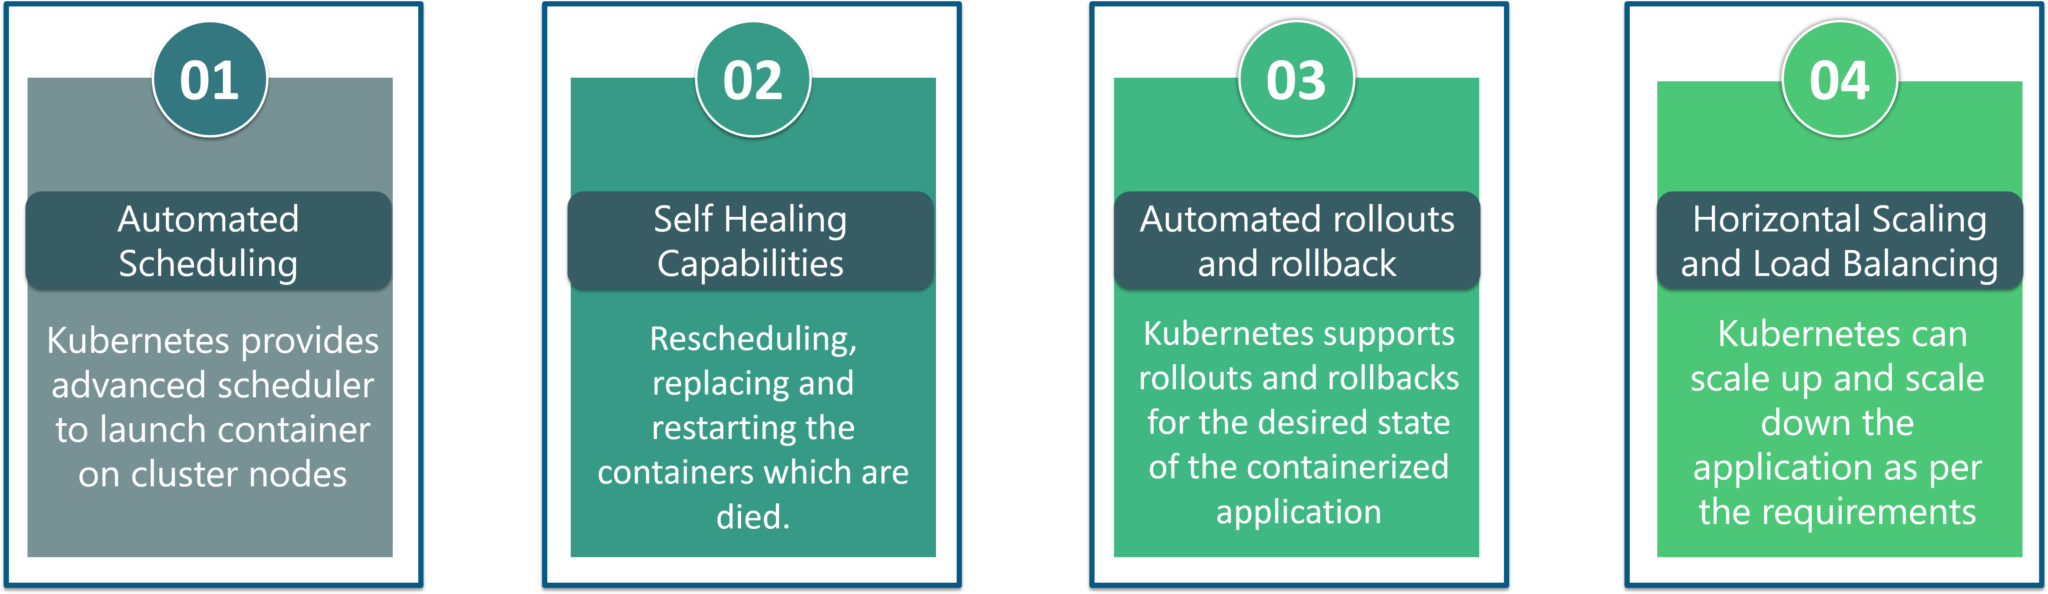 01
Automated
Scheduling
Kubernetes provides
advanced scheduler
to launch container
on cluster nodes
02
Self Healing
Capabilities
Rescheduling,
replacing and
restarting the
containers which are
died.
03
Automated rollouts
and rollback
Kubernetes supports
rollouts and rollbacks
for the desired state
of the containerized
application
04
Horizontal Scaling
and Load Balancing
Kubernetes can
scale up and scale
down the
application as per
the requirements